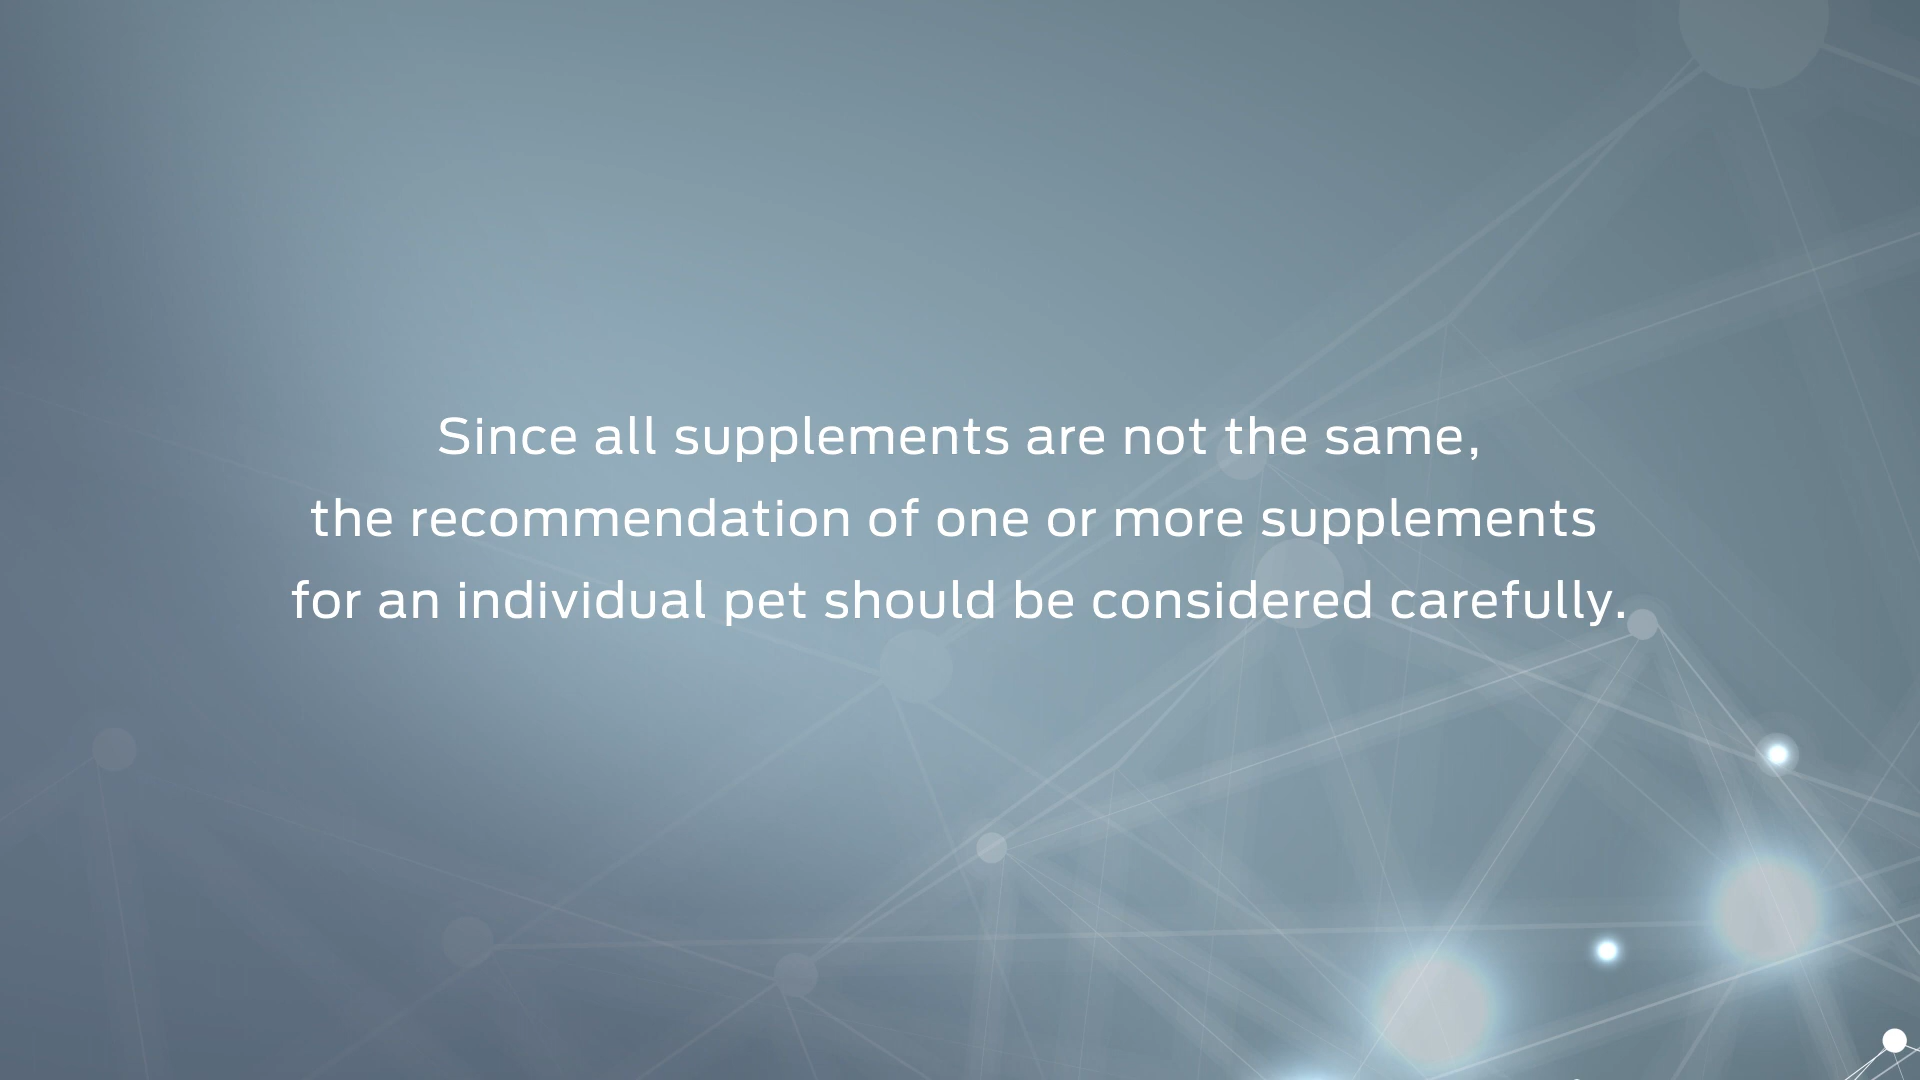 Since all supplements are not the same,
the recommendation of one or more supplements
for an individual pet should be considered carefully.